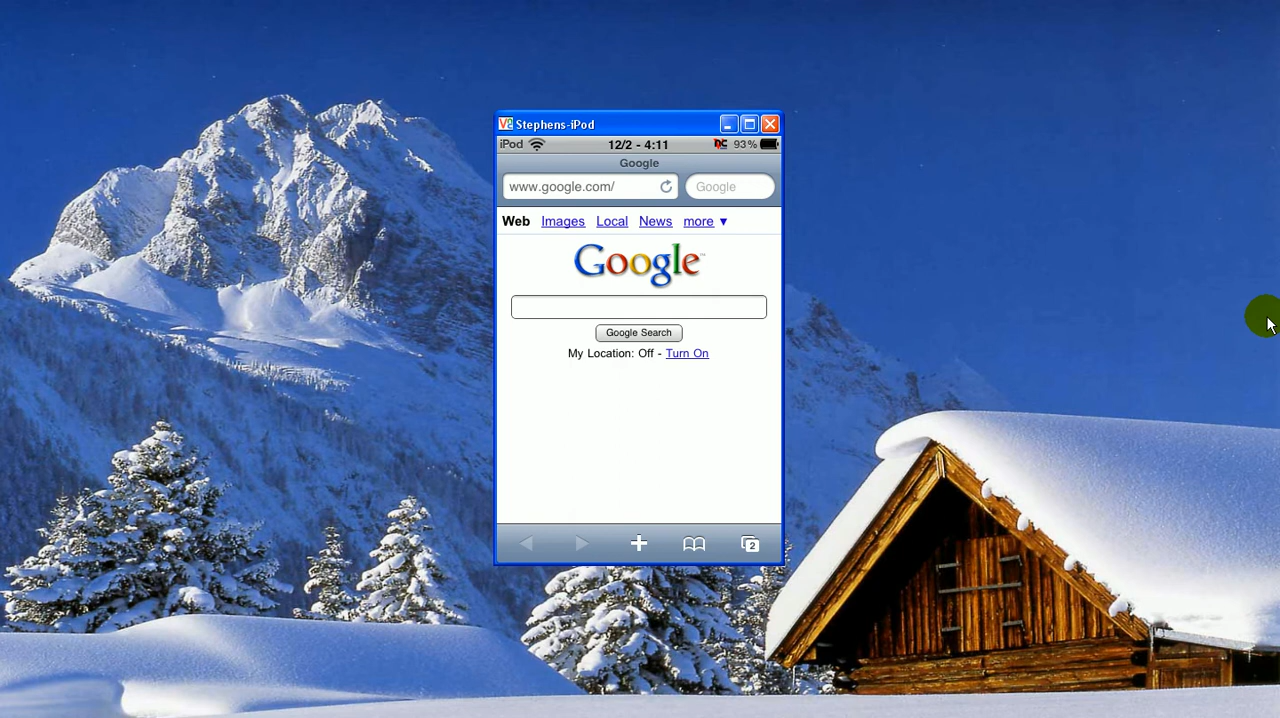 Stephens-iPod
iPod 12/2 - 4:11 93%
Google
www.google.com/ Google
Web Images Local News more ▼
Google™
Google Search
My Location: Off - Turn On
2